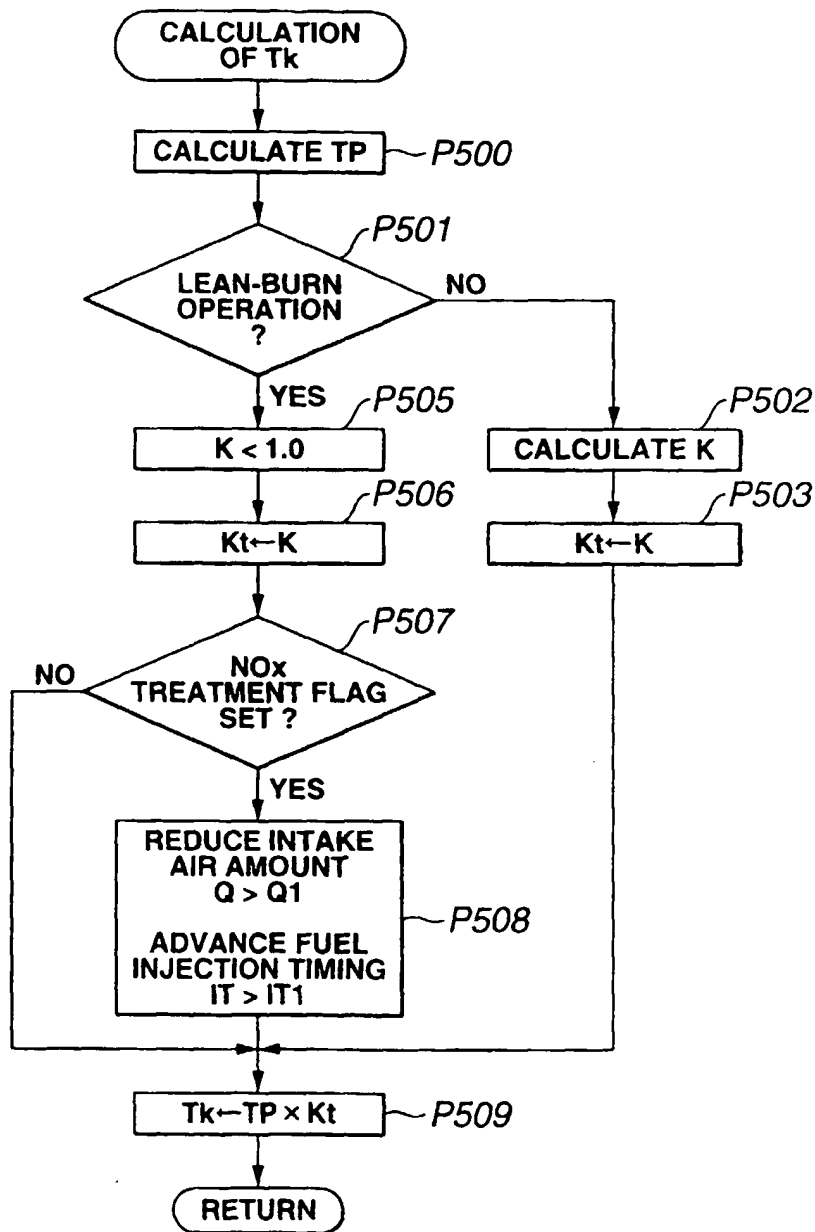 CALCULATION
OF Tk
CALCULATE TP
P500
P501
LEAN-BURN
OPERATION
?
NO
YES
P505
K < 1.0
P502
CALCULATE K
P506
Kt←K
P503
Kt←K
P507
NO
NOx
TREATMENT FLAG
SET ?
YES
REDUCE INTAKE
AIR AMOUNT
Q > Q1
ADVANCE FUEL
INJECTION TIMING
IT > IT1
P508
Tk←TP × Kt
P509
RETURN